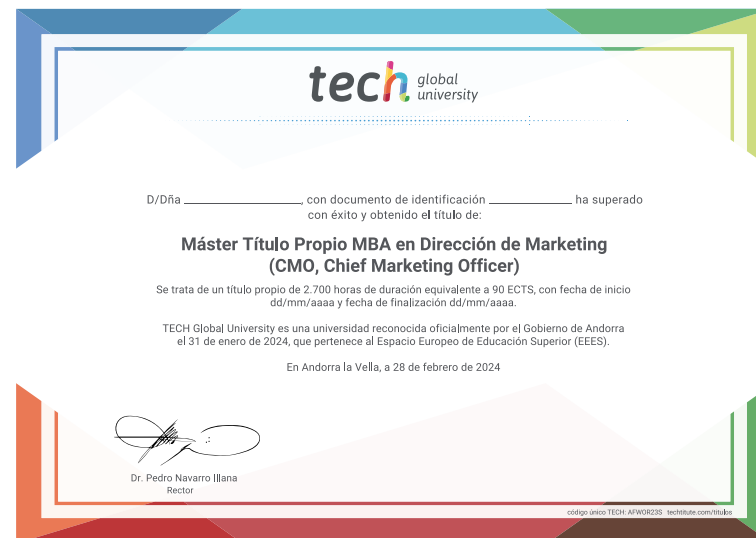 tech global
university
D/Dña ____________________, con documento de identificación ______________ ha superado
con éxito y obtenido el título de:
Máster Título Propio MBA en Dirección de Marketing
(CMO, Chief Marketing Officer)
Se trata de un título propio de 2.700 horas de duración equivalente a 90 ECTS, con fecha de inicio
dd/mm/aaaa y fecha de finalización dd/mm/aaaa.
TECH Global University es una universidad reconocida oficialmente por el Gobierno de Andorra
el 31 de enero de 2024, que pertenece al Espacio Europeo de Educación Superior (EEES).
En Andorra la Vella, a 28 de febrero de 2024
Dr. Pedro Navarro Illana
Rector
código único TECH: AFWOR23S techtitute.com/titulos